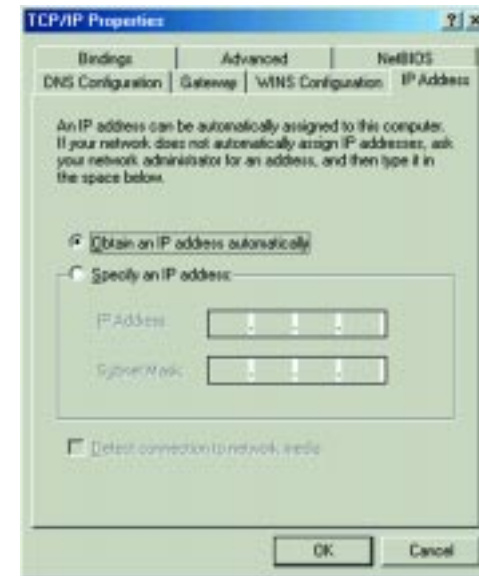 TCP/IP Properties
Bindings Advanced NetBIOS
DNS Configuration Gateway WINS Configuration IP Address
An IP address can be automatically assigned to this computer.
If your network does not automatically assign IP addresses, ask
your network administrator for an address, and then type it in
the space below.
Obtain an IP address automatically
Specify an IP address:
IP Address:
Subnet Mask:
Detect connection to network media
OK Cancel